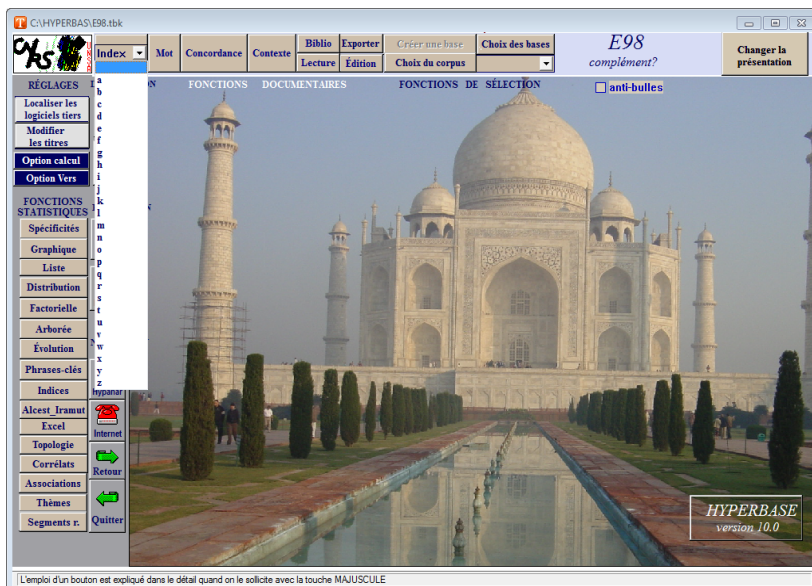 C:\HYPERBAS\E98.tbk
Index
Mot
Concordance
Contexte
Biblio
Exporter
Créer une base
Choix des bases
Lecture
Édition
Choix du corpus
E98
complément?
Changer la
présentation
RÉGLAGES
FONCTIONS DOCUMENTAIRES
FONCTIONS DE SÉLECTION
anti-bulles
Localiser les
logiciels tiers
Modifier
les titres
Option calcul
Option Vers
FONCTIONS
STATISTIQUES
Spécificités
Graphique
Liste
Distribution
Factorielle
Arborée
Évolution
Phrases-clés
Indices
Alcest_Iramut
Excel
Topologie
Corrélats
Associations
Thèmes
Segments r.
a
b
c
d
e
f
g
h
i
j
k
l
m
n
o
p
q
r
s
t
u
v
w
x
y
z
Hypanar
Internet
Retour
Quitter
HYPERBASE
version 10.0
L'emploi d'un bouton est expliqué dans le détail quand on le sollicite avec la touche MAJUSCULE